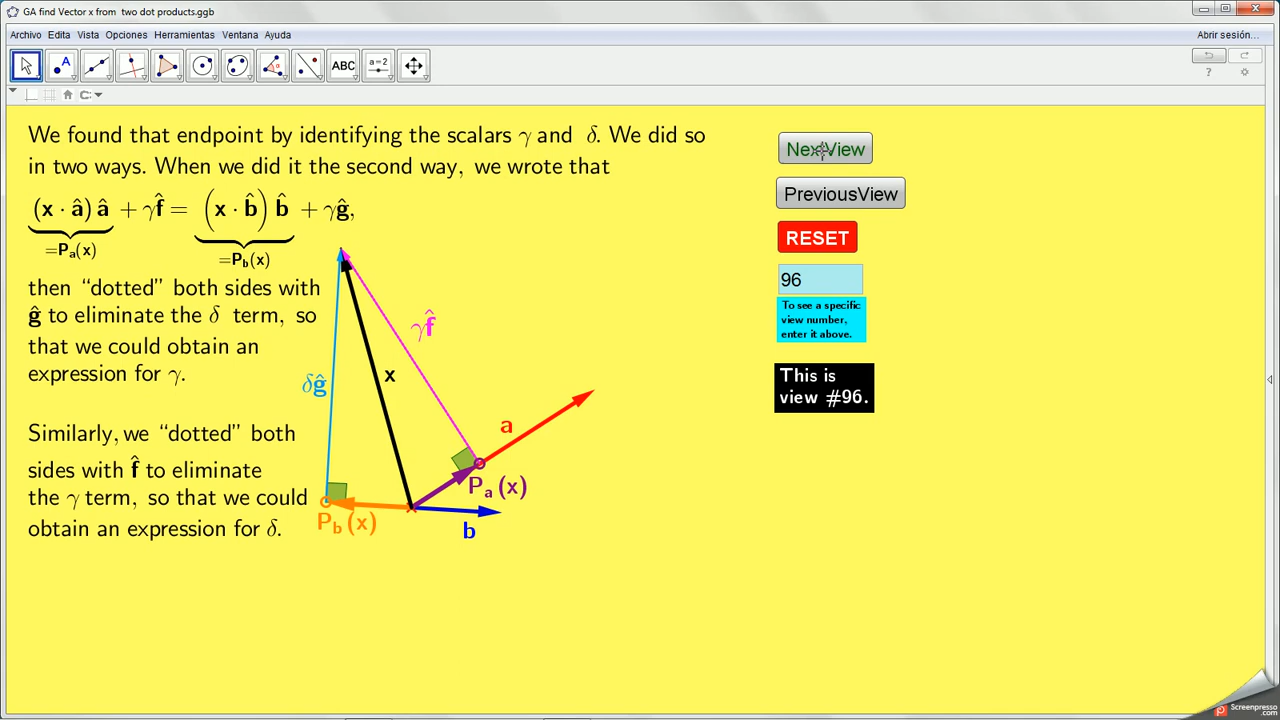 GA find Vector x from two dot products.ggb
Archivo Edita Vista Opciones Herramientas Ventana Ayuda
Abrir sesión...
A
ABC
a=2
?
We found that endpoint by identifying the scalars γ and δ. We did so
in two ways. When we did it the second way, we wrote that
(x · â) â + γf̂ = (x · b̂) b̂ + γĝ,
=Pa(x)
=Pb(x)
then “dotted” both sides with
ĝ to eliminate the δ term, so
that we could obtain an
expression for γ.
Similarly, we “dotted” both
sides with f̂ to eliminate
the γ term, so that we could
obtain an expression for δ.
γf̂
x
δĝ
a
Pa (x)
Pb (x)
b
NextView
PreviousView
RESET
96
To see a specific
view number,
enter it above.
This is
view #96.
Screenpresso
.com